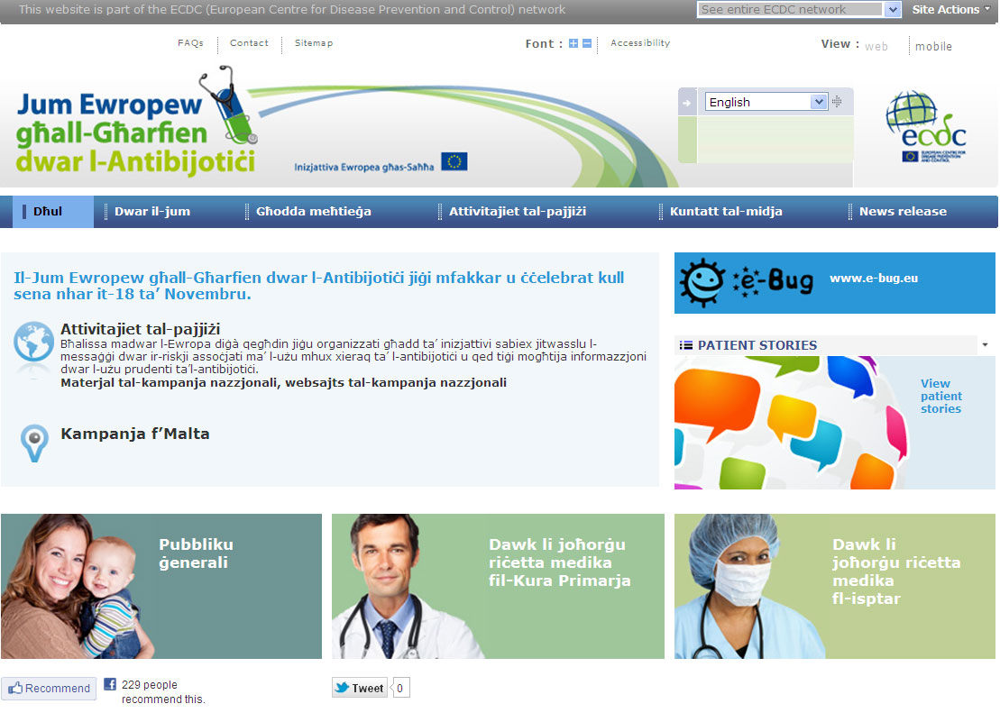 This website is part of the ECDC (European Centre for Disease Prevention and Control) network
See entire ECDC network
Site Actions
FAQs
Contact
Sitemap
Font :
Accessibility
View :
web
mobile
Jum Ewropew
għall-Għarfien
dwar l-Antibijotiċi
Inizjattiva Ewropea għas-Saħħa
English
ecdc
EUROPEAN CENTRE FOR
DISEASE PREVENTION
AND CONTROL
Dħul
Dwar il-jum
Għodda meħtieġa
Attivitajiet tal-pajjiżi
Kuntatt tal-midja
News release
Il-Jum Ewropew għall-Għarfien dwar l-Antibijotiċi jiġi mfakkar u ċċelebrat kull
sena nhar it-18 ta’ Novembru.
Attivitajiet tal-pajjiżi
Bħalissa madwar l-Ewropa diġà qegħdin jiġu organizzati għadd ta’ inizjattivi sabiex jitwasslu l-
messaġġi dwar ir-riskji assoċjati ma’ l-użu mhux xieraq ta’ l-antibijotiċi u qed tiġi mogħtija informazzjoni
dwar l-użu prudenti ta’l-antibijotiċi.
Materjal tal-kampanja nazzjonali, websajts tal-kampanja nazzjonali
Kampanja f’Malta
e-Bug
www.e-bug.eu
PATIENT STORIES
View
patient
stories
Pubbliku
ġenerali
Dawk li joħorġu
riċetta medika
fil-Kura Primarja
Dawk li
joħorġu riċetta
medika
fl-isptar
Recommend
229 people
recommend this.
Tweet
0